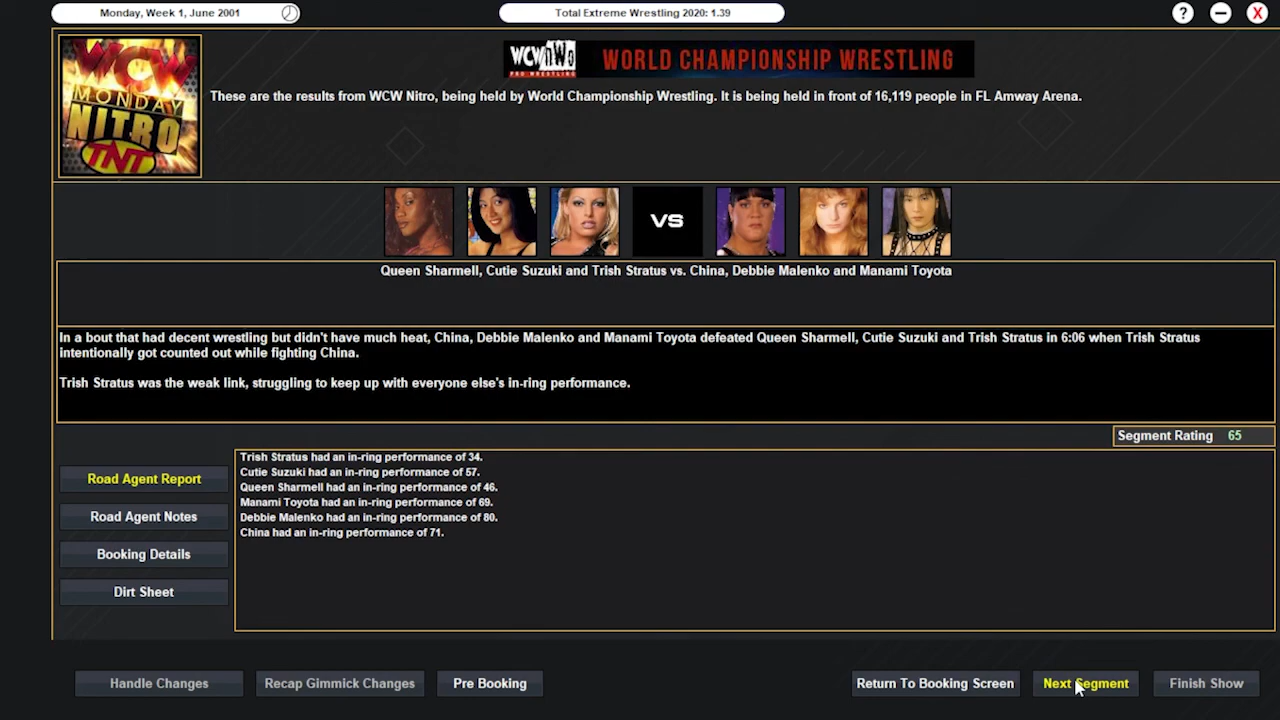 Monday, Week 1, June 2001
Total Extreme Wrestling 2020: 1.39
?
X
WCW
MONDAY
NITRO
TNT
WCW nWo
PRO WRESTLING
WORLD CHAMPIONSHIP WRESTLING
These are the results from WCW Nitro, being held by World Championship Wrestling. It is being held in front of 16,119 people in FL Amway Arena.
VS
Queen Sharmell, Cutie Suzuki and Trish Stratus vs. China, Debbie Malenko and Manami Toyota
In a bout that had decent wrestling but didn't have much heat, China, Debbie Malenko and Manami Toyota defeated Queen Sharmell, Cutie Suzuki and Trish Stratus in 6:06 when Trish Stratus
intentionally got counted out while fighting China.
Trish Stratus was the weak link, struggling to keep up with everyone else's in-ring performance.
Segment Rating 65
Road Agent Report
Road Agent Notes
Booking Details
Dirt Sheet
Trish Stratus had an in-ring performance of 34.
Cutie Suzuki had an in-ring performance of 57.
Queen Sharmell had an in-ring performance of 46.
Manami Toyota had an in-ring performance of 69.
Debbie Malenko had an in-ring performance of 80.
China had an in-ring performance of 71.
Handle Changes
Recap Gimmick Changes
Pre Booking
Return To Booking Screen
Next Segment
Finish Show